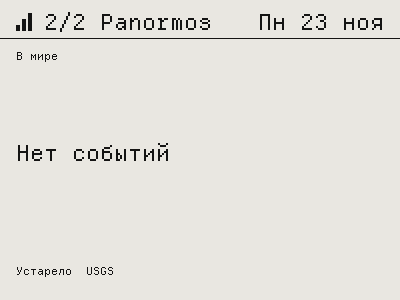 2/2 Panormos Пн 23 ноя
В мире
Нет событий
Устарело USGS